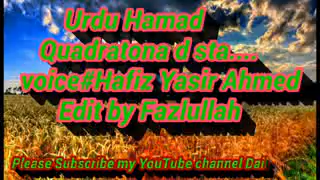 Urdu Hamad
Quadratona d sta....
voice#Hafiz Yasir Ahmed
Edit by Fazlullah
Please Subscribe my YouTube channel Dai